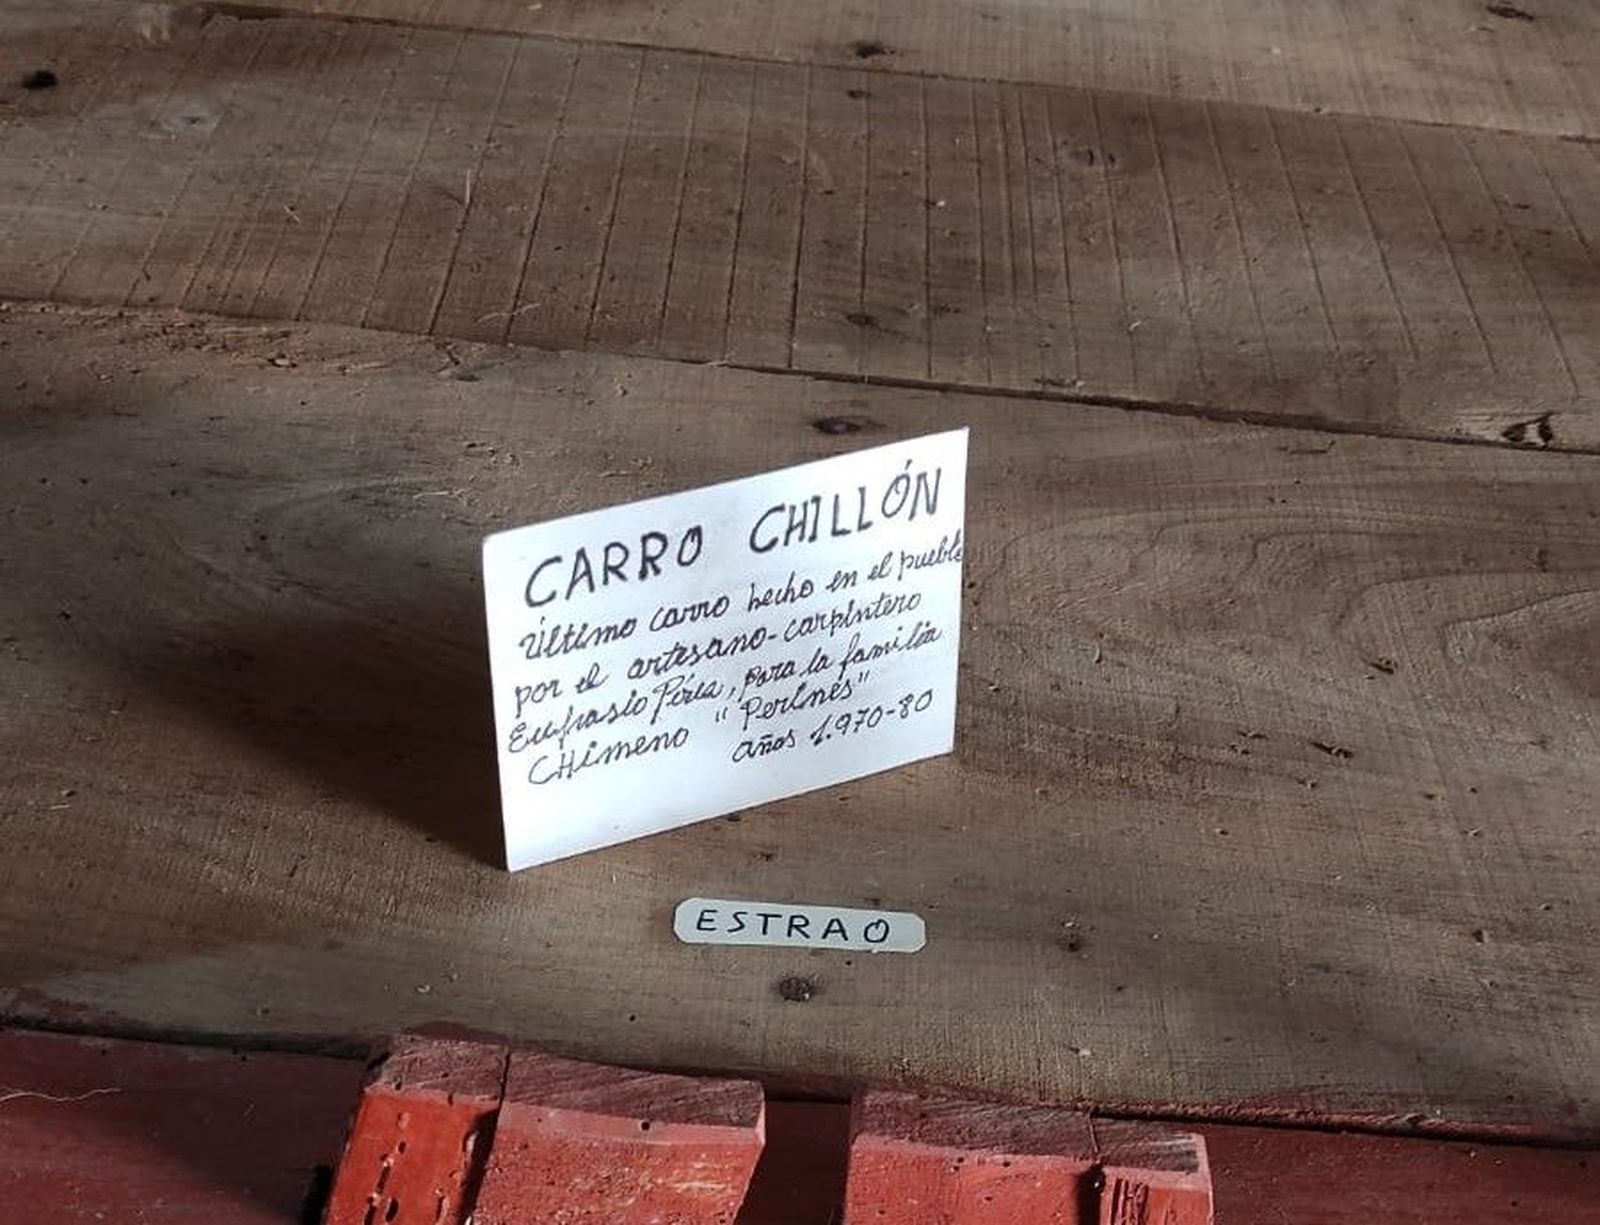 CARRO CHILLÓN
Último carro hecho en el pueblo
por el artesano-carpintero
Eufrasio Pérez, para la familia
CHimeno "Perinés"
años 1.970-80
ESTRAO